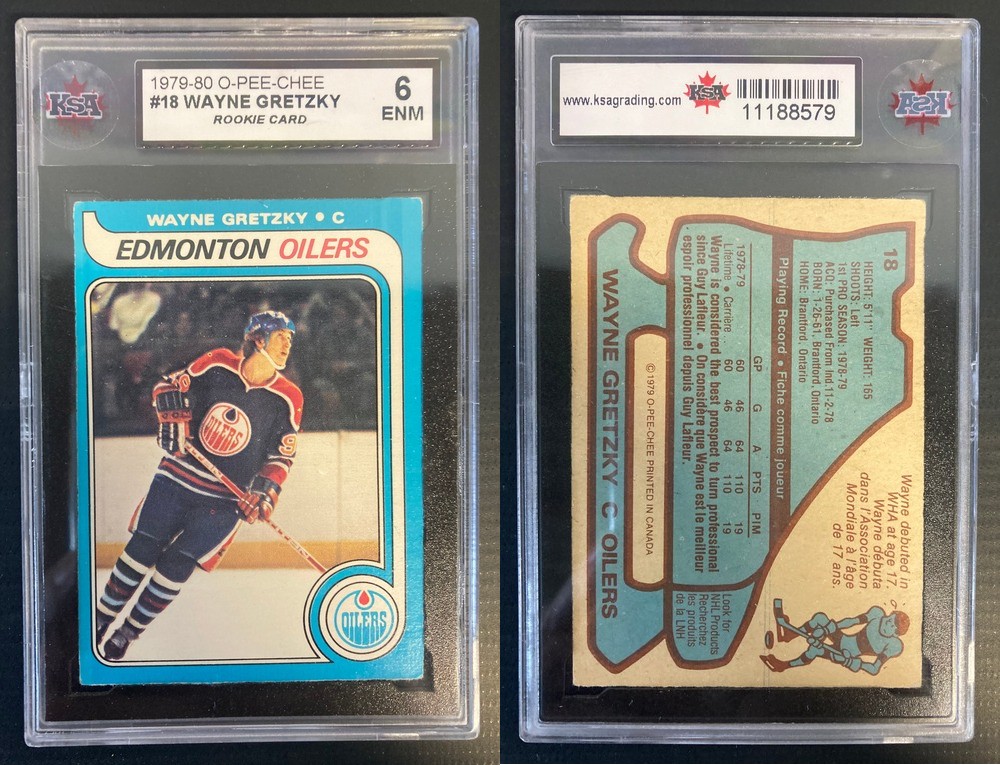 KSA
1979-80 O-PEE-CHEE
#18 WAYNE GRETZKY
ROOKIE CARD
6
ENM
WAYNE GRETZKY • C
EDMONTON OILERS
OILERS
9
OILERS
www.ksagrading.com
KSA
11188579
KSA
18
HEIGHT: 5'11" WEIGHT: 165
SHOOTS: Left
1st PRO SEASON: 1978-79
ACQ: Purchased From Ind. 11-2-78
BORN: 1-26-61 Brantford, Ontario
HOME: Brantford, Ontario
Playing Record • Fiche comme joueur
GP G A PTS PIM
1978-79 60 46 64 110 19
Lifetime • Carrière 60 46 64 110 19
Wayne is considered the best prospect to turn professional
since Guy Lafleur. • On considère que Wayne est le meilleur
espoir professionnel depuis Guy Lafleur.
©1979 O-PEE-CHEE PRINTED IN CANADA
WAYNE GRETZKY C OILERS
Wayne debuted in
WHA at age 17.
Wayne débuta
dans l'Association
Mondiale à l'âge
de 17 ans.
Look for
NHL Products
Recherchez
les produits
de la LNH